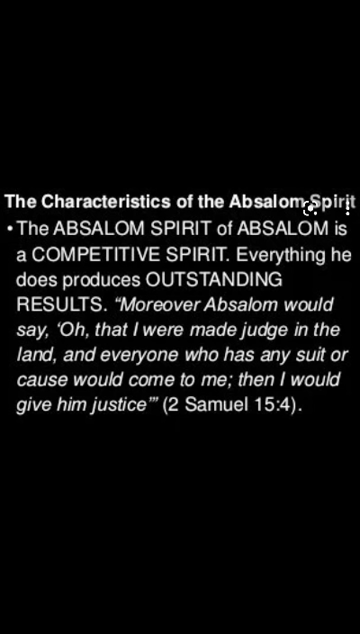 The Characteristics of the Absalom Spirit
• The ABSALOM SPIRIT of ABSALOM is
a COMPETITIVE SPIRIT. Everything he
does produces OUTSTANDING
RESULTS. “Moreover Absalom would
say, ‘Oh, that I were made judge in the
land, and everyone who has any suit or
cause would come to me; then I would
give him justice’” (2 Samuel 15:4).